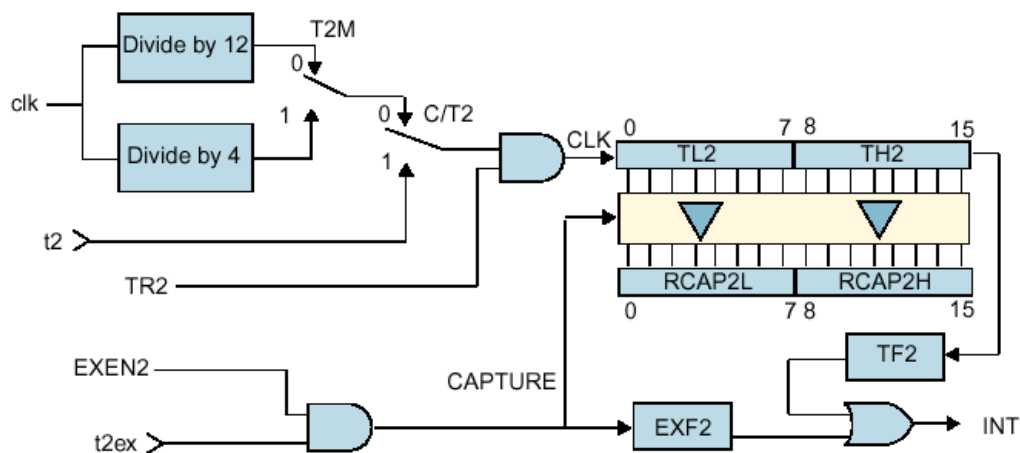 T2M
Divide by 12
0
clk
1
0
C/T2
Divide by 4
1
CLK
0
7
8
15
TL2
TH2
t2
TR2
RCAP2L
RCAP2H
0
7
8
15
EXEN2
CAPTURE
TF2
t2ex
EXF2
INT